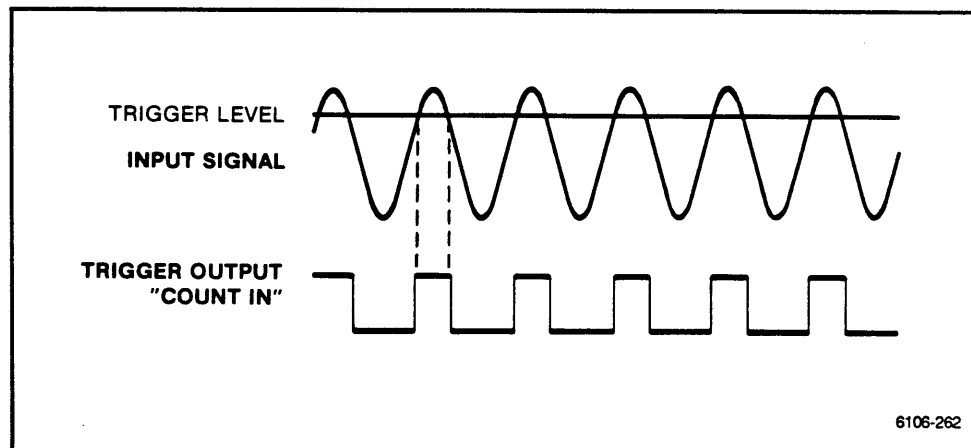 TRIGGER LEVEL
INPUT SIGNAL
TRIGGER OUTPUT
"COUNT IN"
6106-262